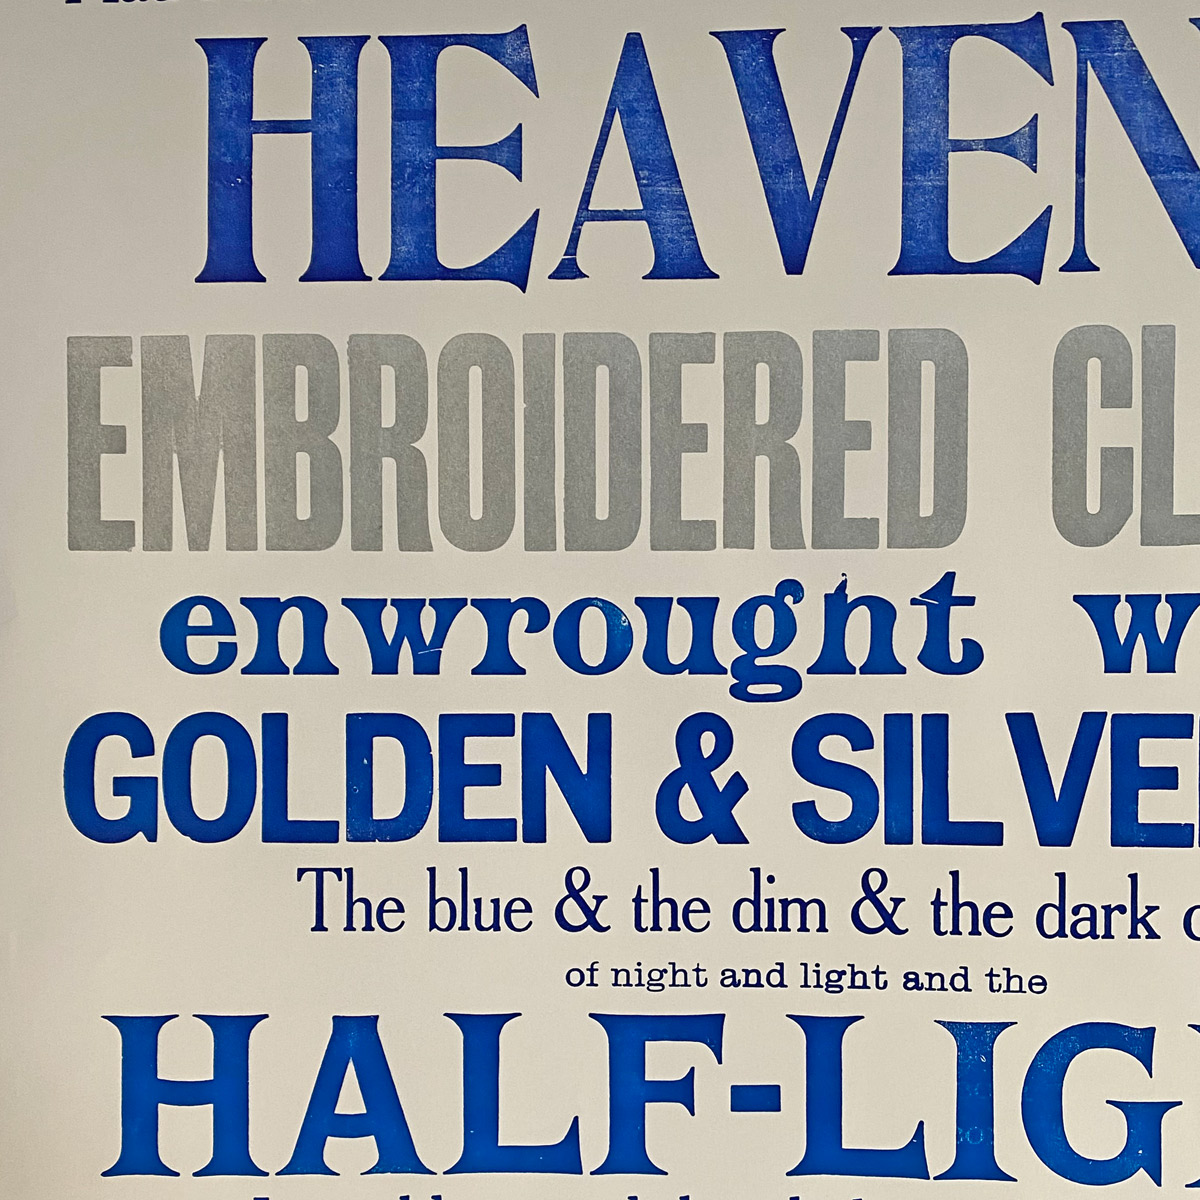 HEAVEN
EMBROIDERED CL
enwrought w
GOLDEN & SILVE
The blue & the dim & the dark
of night and light and the
HALF-LIG